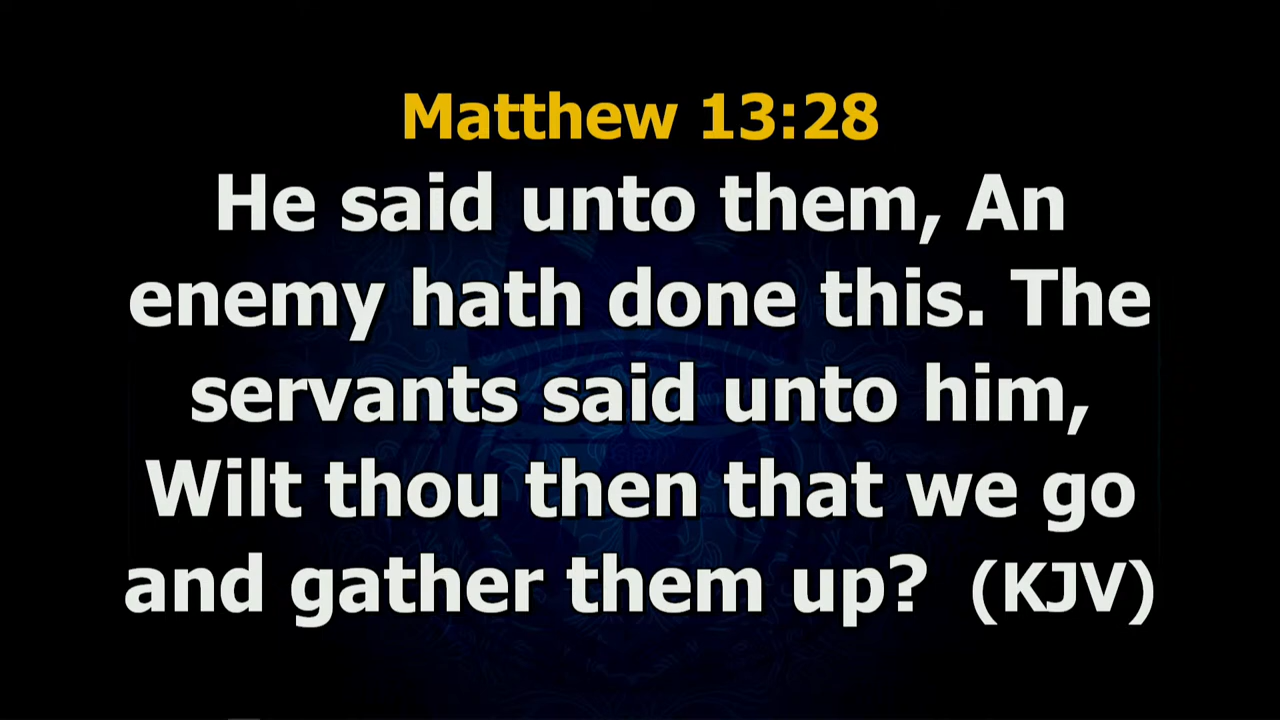 Matthew 13:28
He said unto them, An
enemy hath done this. The
servants said unto him,
Wilt thou then that we go
and gather them up? (KJV)